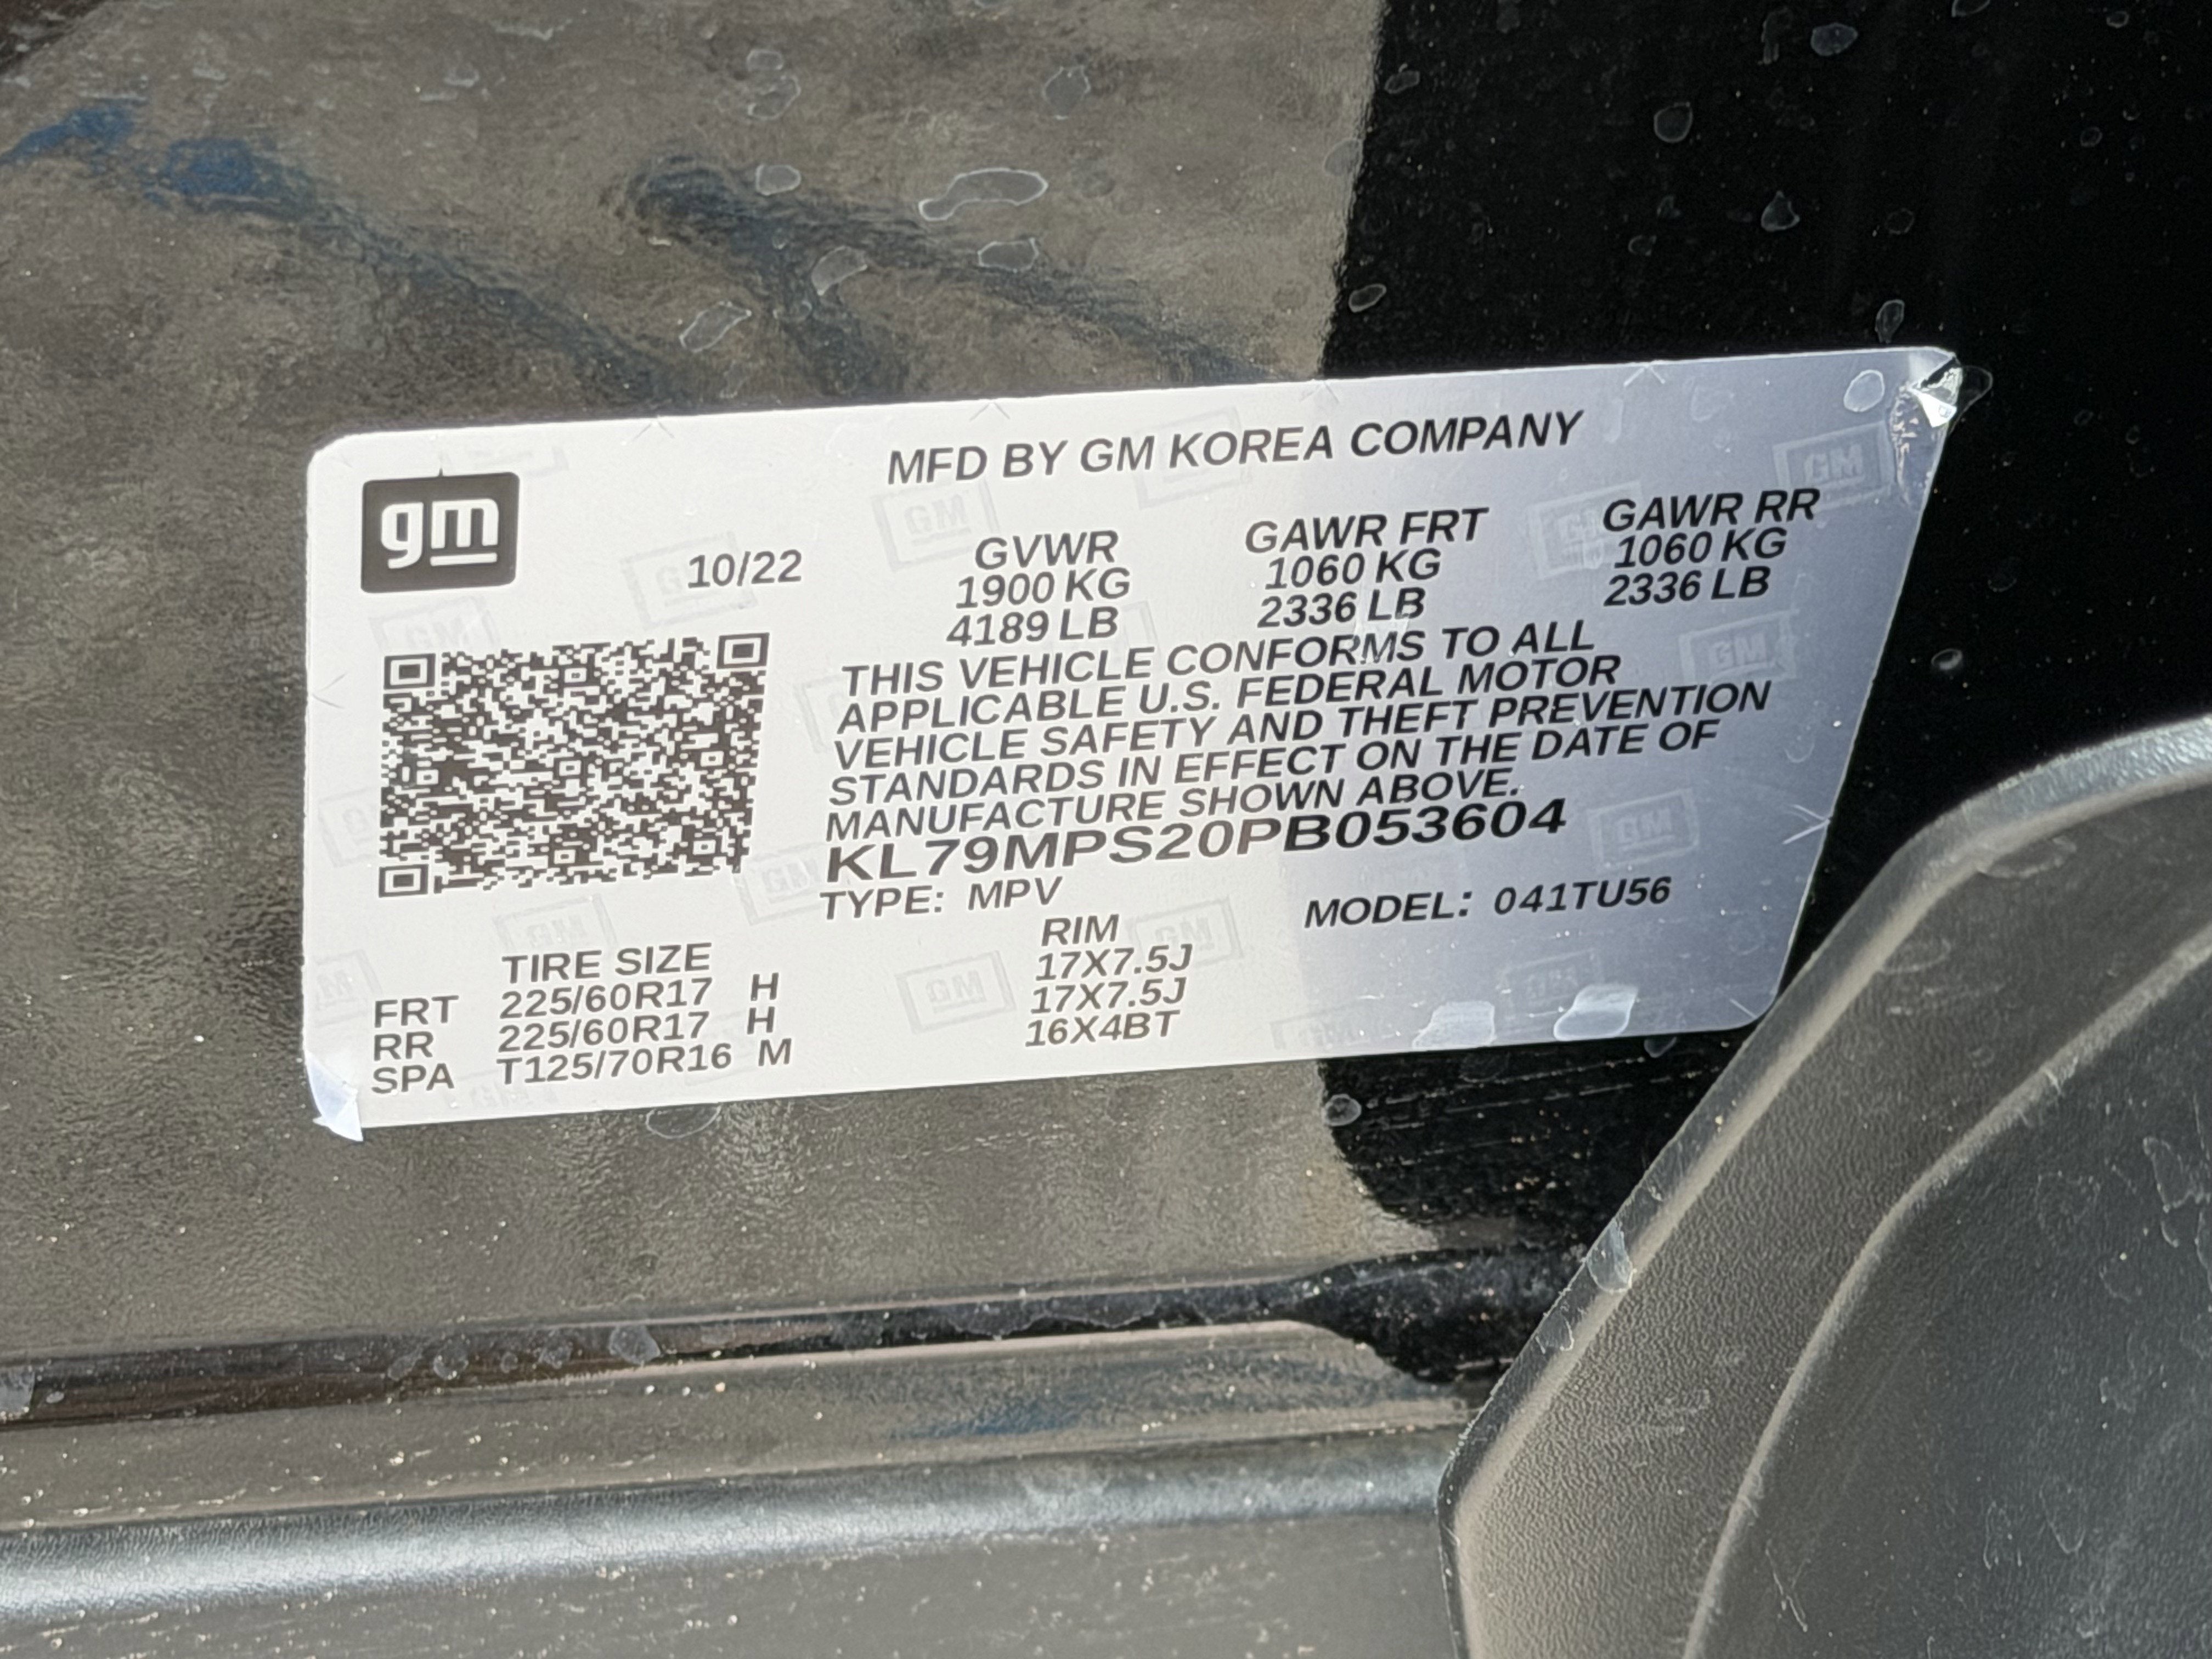 gm
MFD BY GM KOREA COMPANY
10/22
GVWR GAWR FRT GAWR RR
1900 KG 1060 KG 1060 KG
4189 LB 2336 LB 2336 LB
THIS VEHICLE CONFORMS TO ALL
APPLICABLE U.S. FEDERAL MOTOR
VEHICLE SAFETY AND THEFT PREVENTION
STANDARDS IN EFFECT ON THE DATE OF
MANUFACTURE SHOWN ABOVE.
KL79MPS20PB053604
TYPE: MPV MODEL: 041TU56
TIRE SIZE RIM
FRT 225/60R17 H 17X7.5J
RR 225/60R17 H 17X7.5J
SPA T125/70R16 M 16X4BT